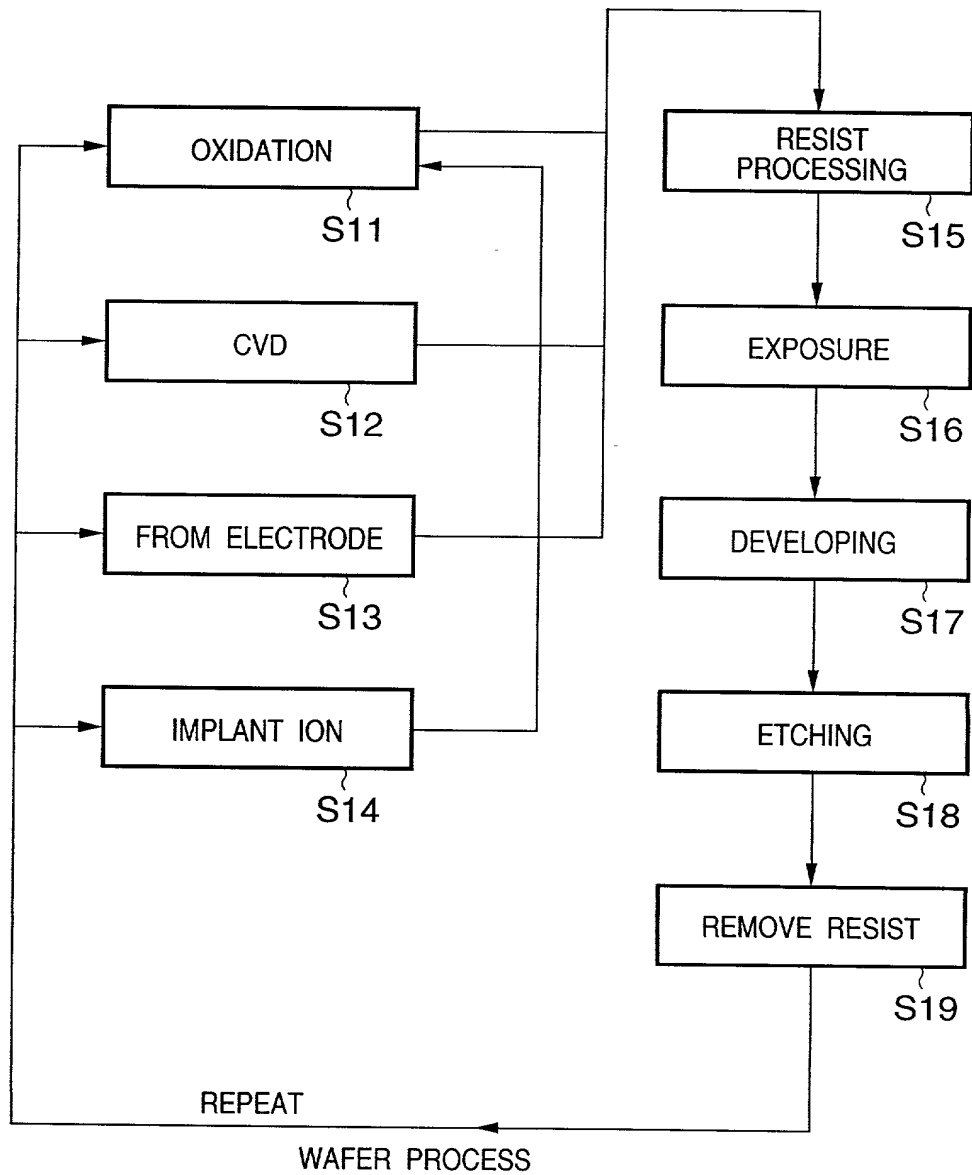 OXIDATION
S11
CVD
S12
FROM ELECTRODE
S13
IMPLANT ION
S14
RESIST
PROCESSING
S15
EXPOSURE
S16
DEVELOPING
S17
ETCHING
S18
REMOVE RESIST
S19
REPEAT
WAFER PROCESS